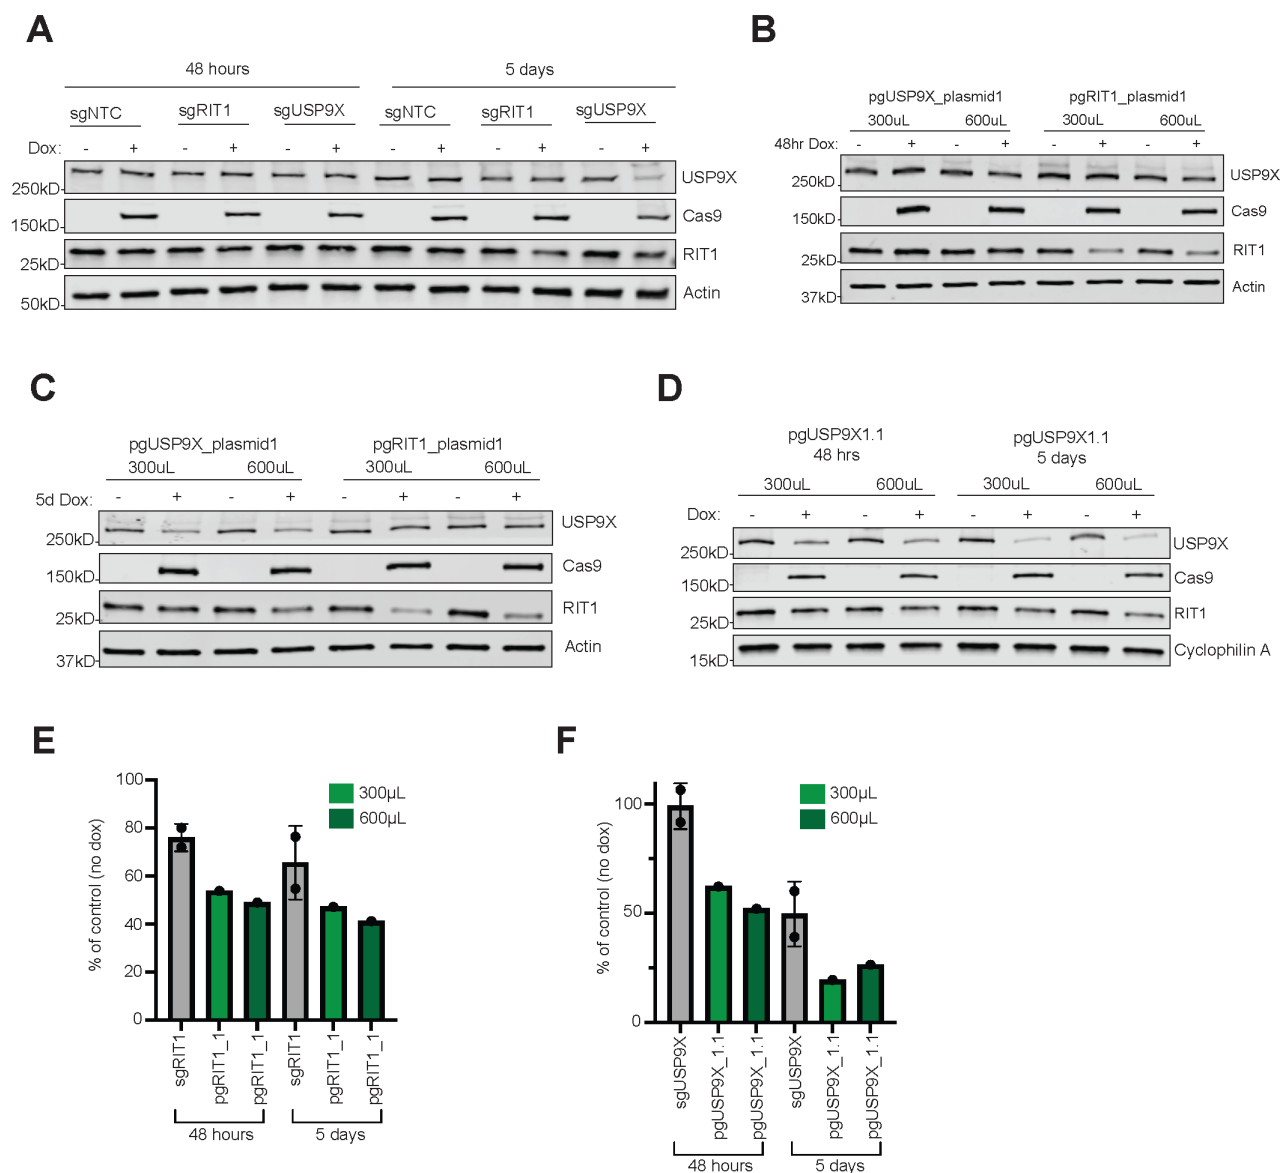 A
48 hours 5 days
sgNTC sgRIT1 sgUSP9X sgNTC sgRIT1 sgUSP9X
Dox: - + - + - + - + - + - +
250kD USP9X
150kD Cas9
25kD RIT1
50kD Actin
B
pgUSP9X_plasmid1 pgRIT1_plasmid1
300uL 600uL 300uL 600uL
48hr Dox: - + - + - + - +
250kD USP9X
150kD Cas9
25kD RIT1
37kD Actin
C
pgUSP9X_plasmid1 pgRIT1_plasmid1
300uL 600uL 300uL 600uL
5d Dox: - + - + - + - +
250kD USP9X
150kD Cas9
25kD RIT1
37kD Actin
D
pgUSP9X1.1 pgUSP9X1.1
48 hrs 5 days
300uL 600uL 300uL 600uL
Dox: - + - + - + - +
250kD USP9X
150kD Cas9
25kD RIT1
15kD Cyclophilin A
E
% of control (no dox)
100
80
60
40
20
0
300µL
600µL
sgRIT1
pgRIT1_1
pgRIT1_1
sgRIT1
pgRIT1_1
pgRIT1_1
48 hours 5 days
F
% of control (no dox)
100
50
0
300µL
600µL
sgUSP9X
pgUSP9X_1.1
pgUSP9X_1.1
sgUSP9X
pgUSP9X_1.1
pgUSP9X_1.1
48 hours 5 days